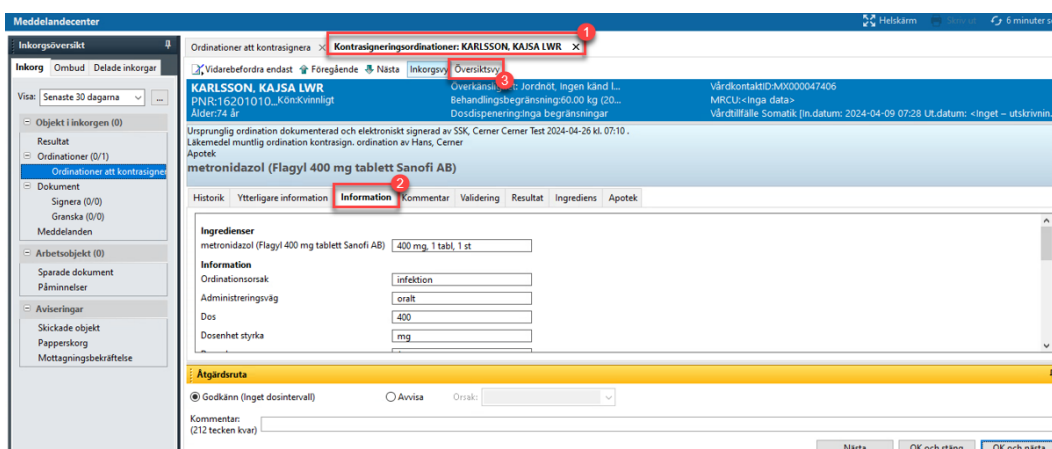 Meddelandecenter
Helskärm Skriv ut 6 minuter s
Inkorgsöversikt
Inkorg Ombud Delade inkorgar
Visa: Senaste 30 dagarna ...
Objekt i inkorgen (0)
Resultat
Ordinationer (0/1)
Ordinationer att kontrasigner
Dokument
Signera (0/0)
Granska (0/0)
Meddelanden
Arbetsobjekt (0)
Sparade dokument
Påminnelser
Aviseringar
Skickade objekt
Papperskorg
Mottagningsbekräftelse
1
Ordinationer att kontrasignera × Kontrasigneringsordinationer: KARLSSON, KAJSA LWR ×
Vidarebefordra endast Föregående Nästa Inkorgsvy Översiktsvy
3
KARLSSON, KAJSA LWR
PNR:16201010...Kön:Kvinnligt
Ålder:74 år
Jordnöt, Ingen känd l...
Behandlingsbegränsning:60.00 kg (20...
Dosdispenering:Inga begränsningar
VårdkontaktID:MX000047406
MRCU:<Inga data>
Vårdtillfälle Somatik [In.datum: 2024-04-09 07:28 Ut.datum: <Inget – utskrivnin.
Ursprunglig ordination dokumenterad och elektroniskt signerad av SSK, Cerner Cerner Test 2024-04-26 kl. 07:10 .
Läkemedel muntlig ordination kontrasign. ordination av Hans, Cerner
Apotek
metronidazol (Flagyl 400 mg tablett Sanofi AB)
2
Historik Ytterligare information Information Kommentar Validering Resultat Ingrediens Apotek
Ingredienser
metronidazol (Flagyl 400 mg tablett Sanofi AB) 400 mg, 1 tabl, 1 st
Information
Ordinationsorsak infektion
Administreringsväg oralt
Dos 400
Dosenhet styrka mg
Åtgärdsruta
Godkänn (Inget dosintervall) Avvisa Orsak:
Kommentar:
(212 tecken kvar)
Nästa OK och stäng OK och nästa